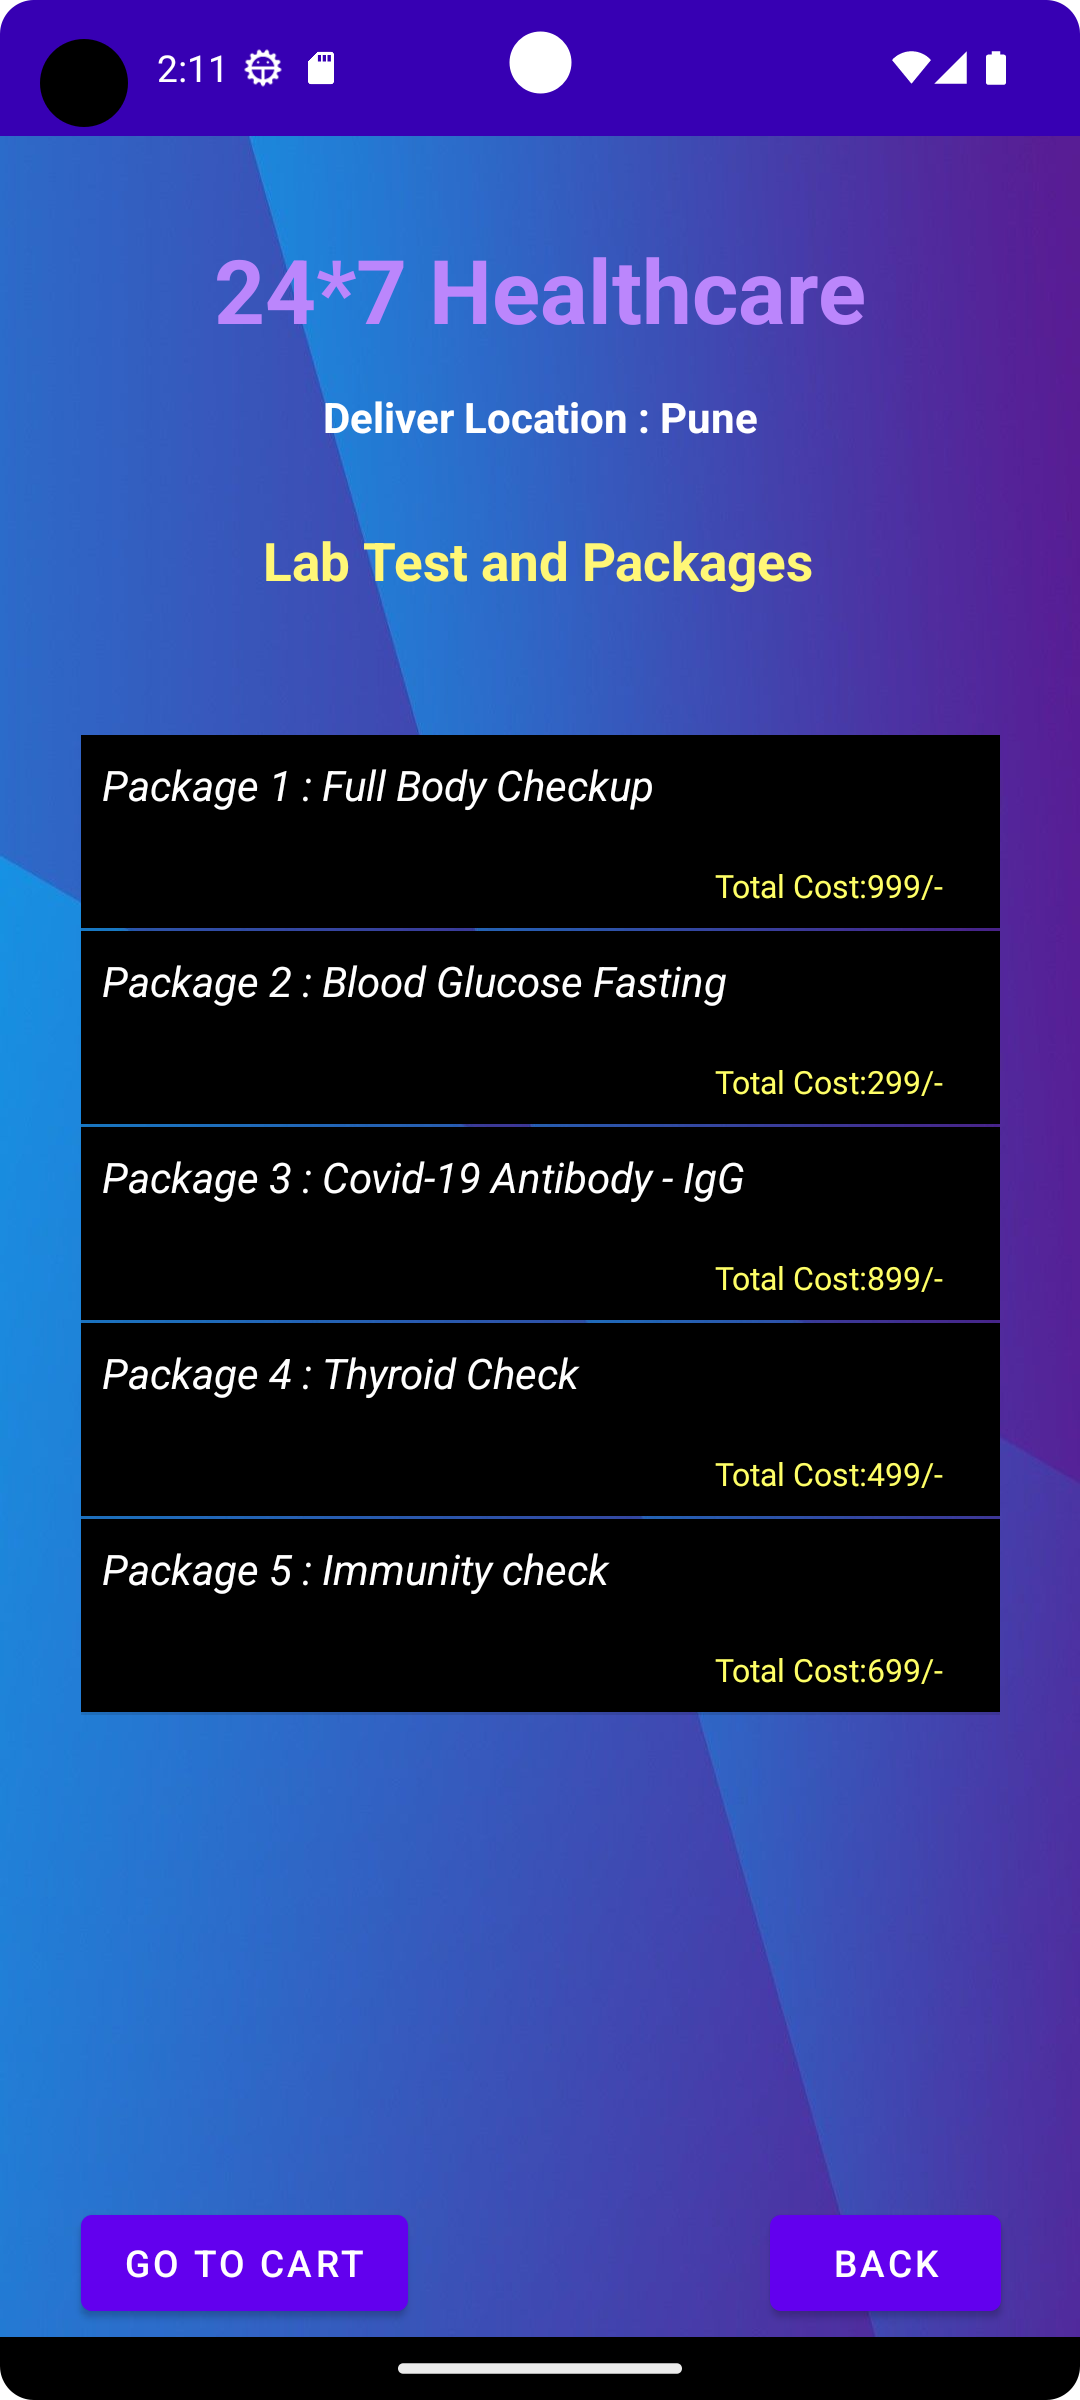 2:11
24*7 Healthcare
Deliver Location : Pune
Lab Test and Packages
Package 1 : Full Body Checkup
Total Cost:999/-
Package 2 : Blood Glucose Fasting
Total Cost:299/-
Package 3 : Covid-19 Antibody - IgG
Total Cost:899/-
Package 4 : Thyroid Check
Total Cost:499/-
Package 5 : Immunity check
Total Cost:699/-
GO TO CART
BACK